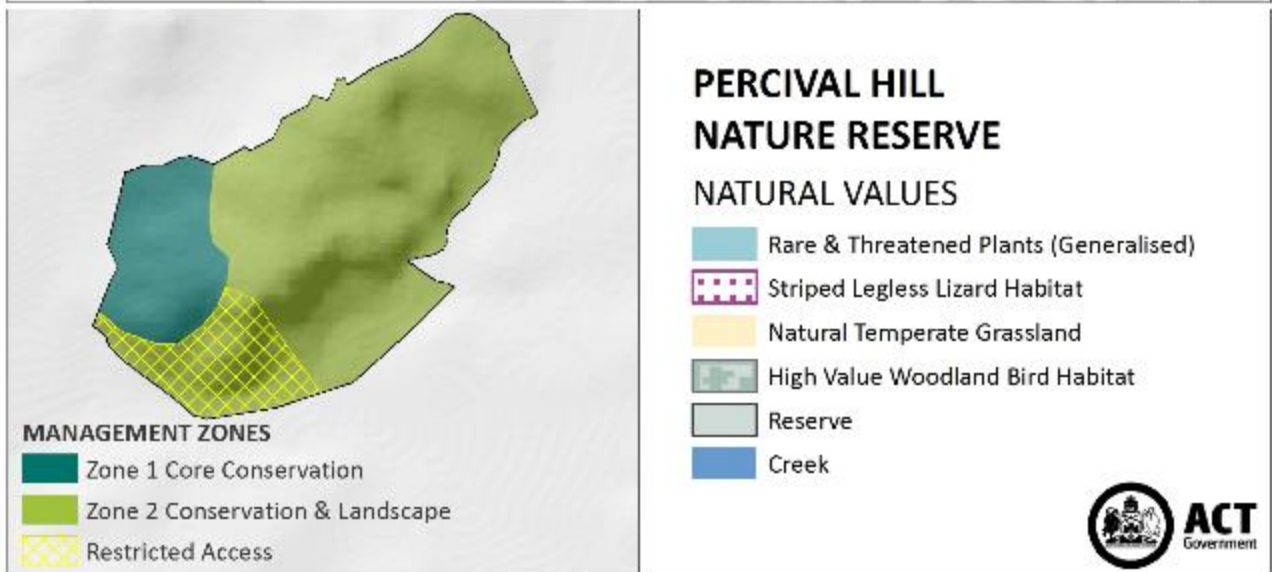 MANAGEMENT ZONES
Zone 1 Core Conservation
Zone 2 Conservation & Landscape
Restricted Access
PERCIVAL HILL
NATURE RESERVE
NATURAL VALUES
Rare & Threatened Plants (Generalised)
Striped Legless Lizard Habitat
Natural Temperate Grassland
High Value Woodland Bird Habitat
Reserve
Creek
ACT
Government